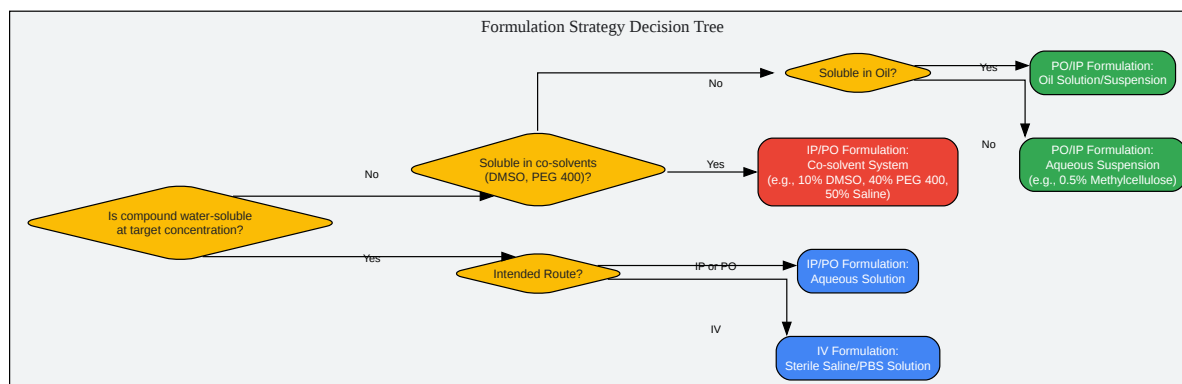 Formulation Strategy Decision Tree
Soluble in Oil?
Yes
PO/IP Formulation:
Oil Solution/Suspension
No
No
PO/IP Formulation:
Aqueous Suspension
(e.g., 0.5% Methylcellulose)
Soluble in co-solvents
(DMSO, PEG 400)?
Yes
IP/PO Formulation:
Co-solvent System
(e.g., 10% DMSO, 40% PEG 400,
50% Saline)
No
Is compound water-soluble
at target concentration?
Yes
Intended Route?
IP or PO
IP/PO Formulation:
Aqueous Solution
IV
IV Formulation:
Sterile Saline/PBS Solution